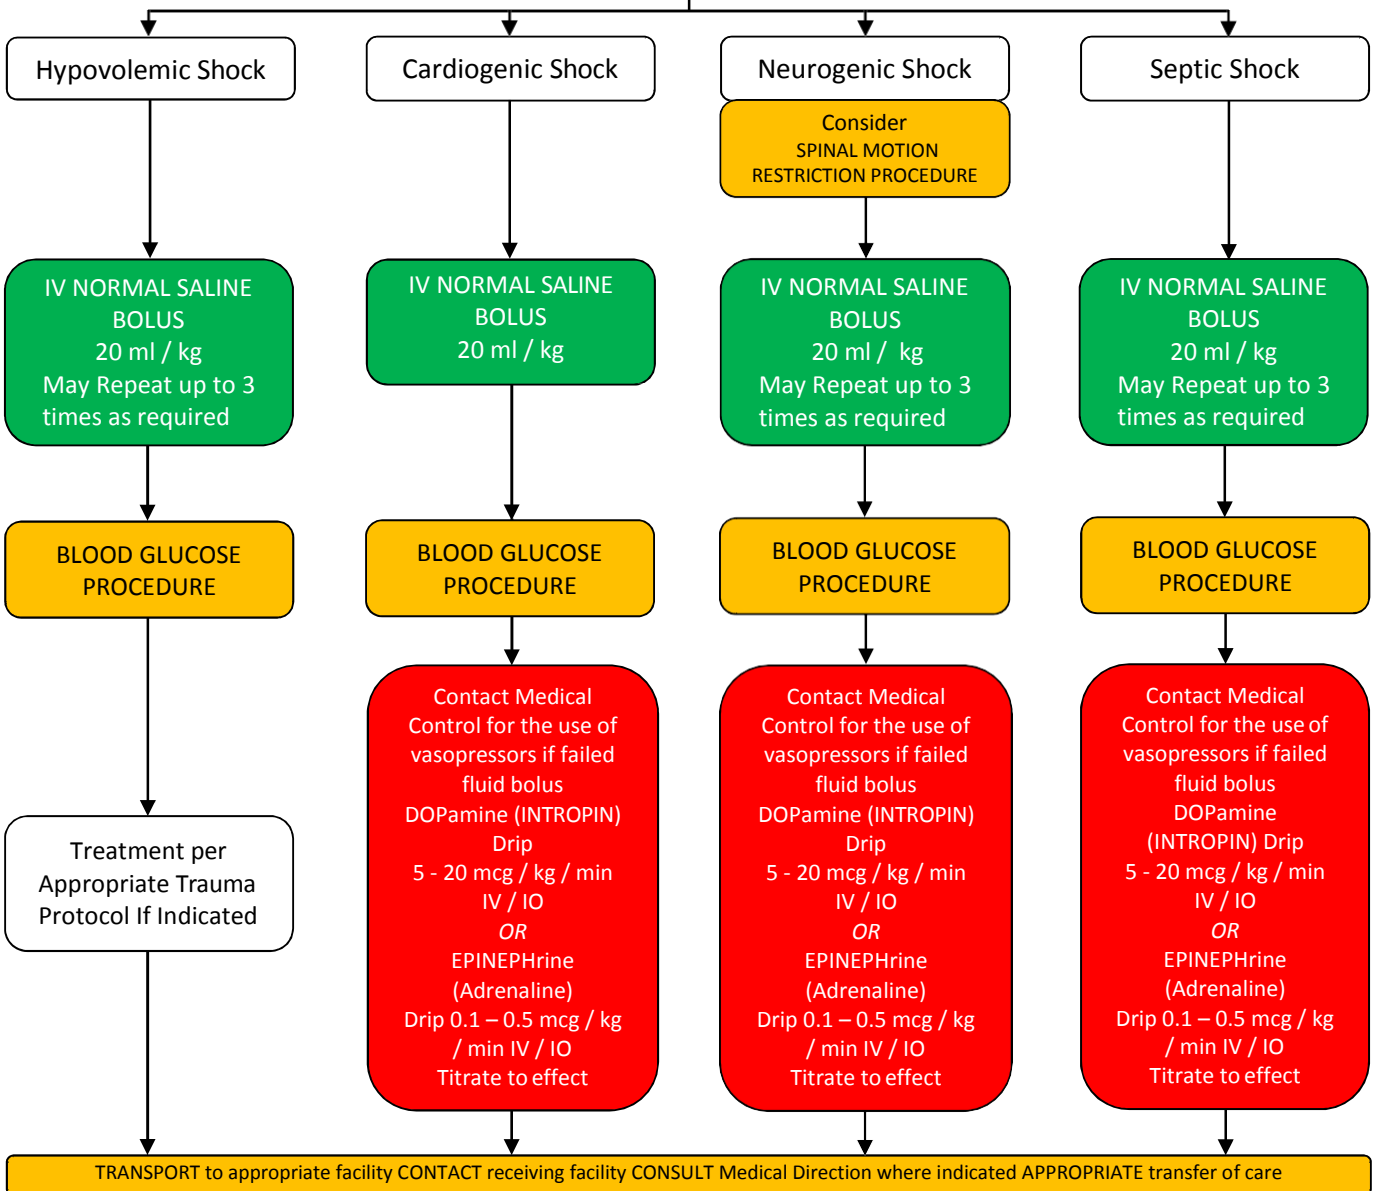 Hypovolemic Shock
Cardiogenic Shock
Neurogenic Shock
Septic Shock
Consider
SPINAL MOTION
RESTRICTION PROCEDURE
IV NORMAL SALINE
BOLUS
20 ml / kg
May Repeat up to 3
times as required
IV NORMAL SALINE
BOLUS
20 ml / kg
IV NORMAL SALINE
BOLUS
20 ml / kg
May Repeat up to 3
times as required
IV NORMAL SALINE
BOLUS
20 ml / kg
May Repeat up to 3
times as required
BLOOD GLUCOSE
PROCEDURE
BLOOD GLUCOSE
PROCEDURE
BLOOD GLUCOSE
PROCEDURE
BLOOD GLUCOSE
PROCEDURE
Treatment per
Appropriate Trauma
Protocol If Indicated
Contact Medical
Control for the use of
vasopressors if failed
fluid bolus
DOPamine (INTROPIN)
Drip
5 - 20 mcg / kg / min
IV / IO
OR
EPINEPHrine
(Adrenaline)
Drip 0.1 – 0.5 mcg / kg
/ min IV / IO
Titrate to effect
Contact Medical
Control for the use of
vasopressors if failed
fluid bolus
DOPamine (INTROPIN)
Drip
5 - 20 mcg / kg / min
IV / IO
OR
EPINEPHrine
(Adrenaline)
Drip 0.1 – 0.5 mcg / kg
/ min IV / IO
Titrate to effect
Contact Medical
Control for the use of
vasopressors if failed
fluid bolus
DOPamine
(INTROPIN) Drip
5 - 20 mcg / kg / min
IV / IO
OR
EPINEPHrine
(Adrenaline)
Drip 0.1 – 0.5 mcg / kg
/ min IV / IO
Titrate to effect
TRANSPORT to appropriate facility CONTACT receiving facility CONSULT Medical Direction where indicated APPROPRIATE transfer of care